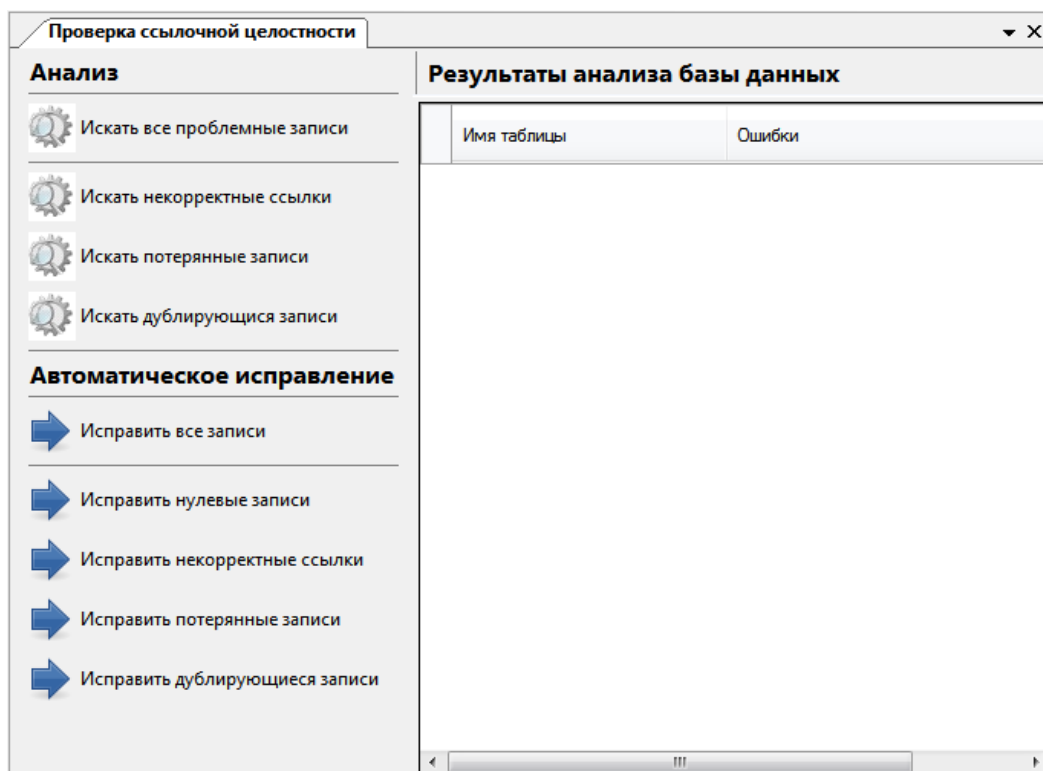 Проверка ссылочной целостности
Анализ
Искать все проблемные записи
Искать некорректные ссылки
Искать потерянные записи
Искать дублирующися записи
Автоматическое исправление
Исправить все записи
Исправить нулевые записи
Исправить некорректные ссылки
Исправить потерянные записи
Исправить дублирующиеся записи
Результаты анализа базы данных
Имя таблицы Ошибки